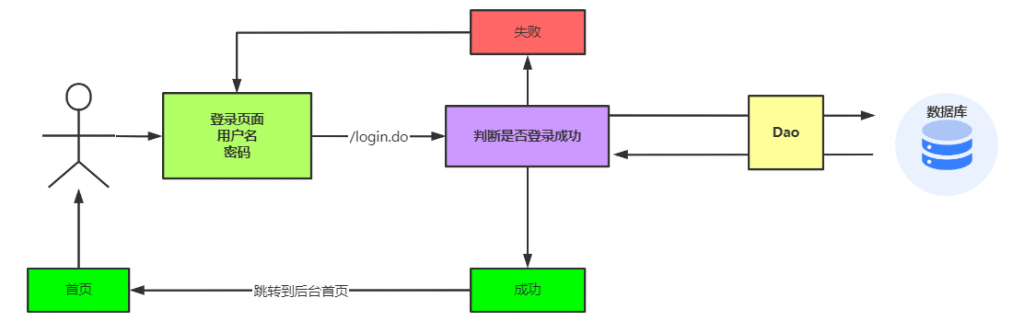 失败
登录页面
用户名
密码
/login.do
判断是否登录成功
Dao
数据库
首页
跳转到后台首页
成功